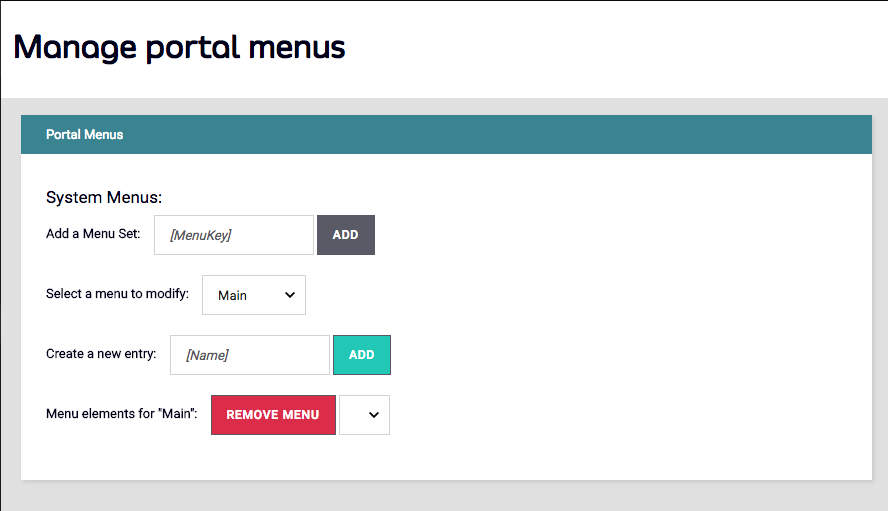 Manage portal menus
Portal Menus
System Menus:
Add a Menu Set: [MenuKey] ADD
Select a menu to modify: Main
Create a new entry: [Name] ADD
Menu elements for "Main": REMOVE MENU